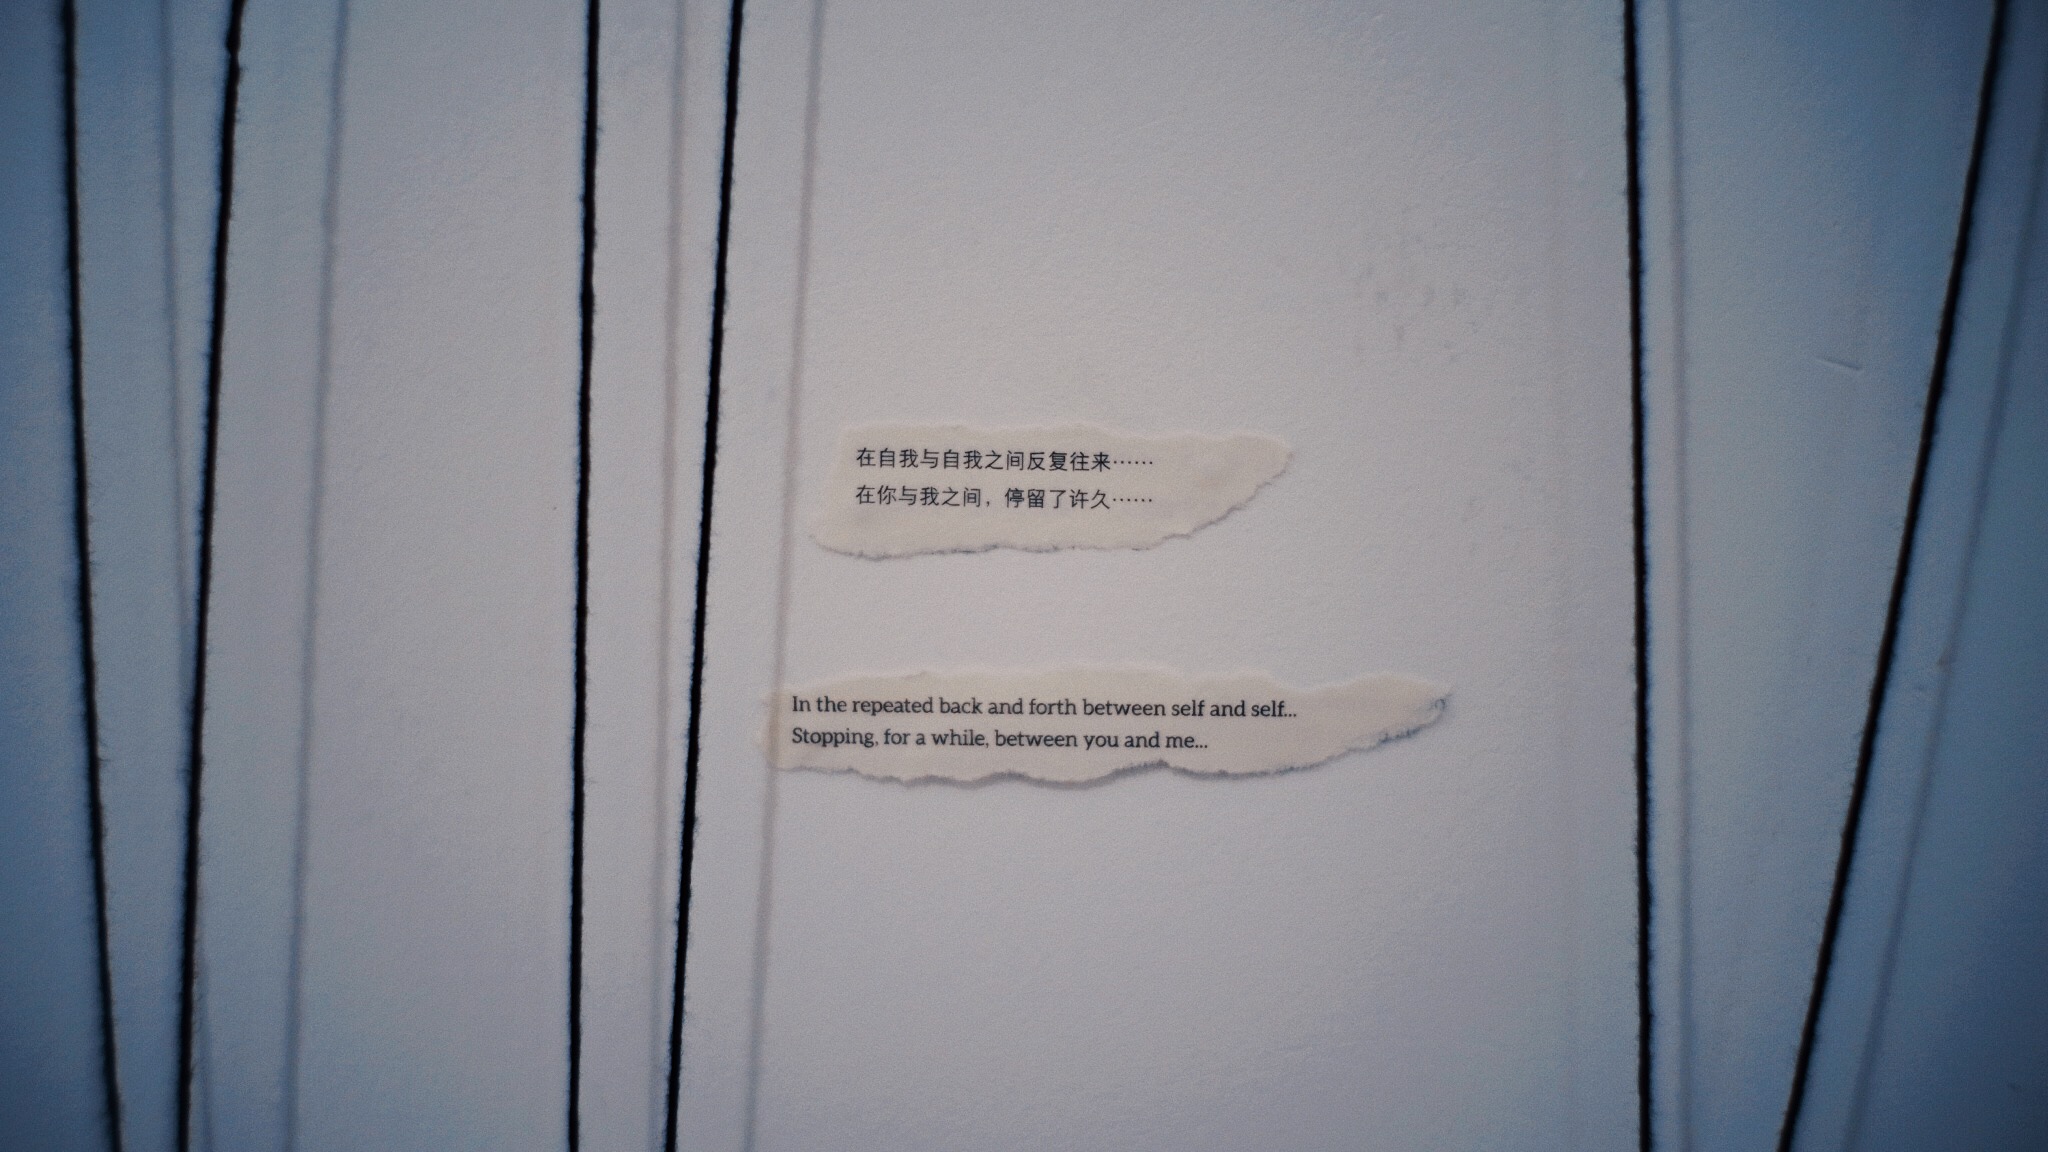 在自我与自我之间反复往来……
在你与我之间，停留了许久……
In the repeated back and forth between self and self...
Stopping, for a while, between you and me...